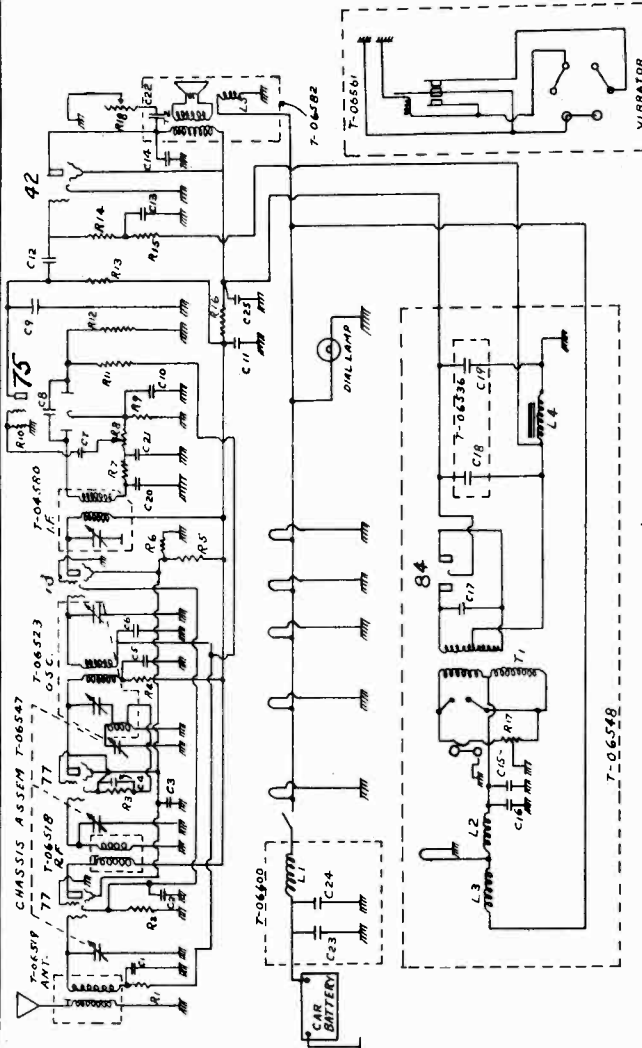 T-06519
ANT.
CHASSIS ASSEM T-06547
77
T-06518
R.F.
77
T-06523
OSC.
T-04580
I.F.
75
42
C1
R1
R2
C2
C3
R3
C4
R4
C5
C6
R5
R6
R7
C20
C21
R8
R9
C10
C7
R10
C8
C9
R11
R12
R13
C12
R14
R15
C13
C14
R18
C22
L5
T-06582
R16
C11
C25
T-06561
VIBRATOR
T-06600
L1
C23
C24
CAR
BATTERY
DIAL LAMP
T-06548
L3
L2
C16
C15
R17
T1
84
C17
C18
T-06536
C19
L4